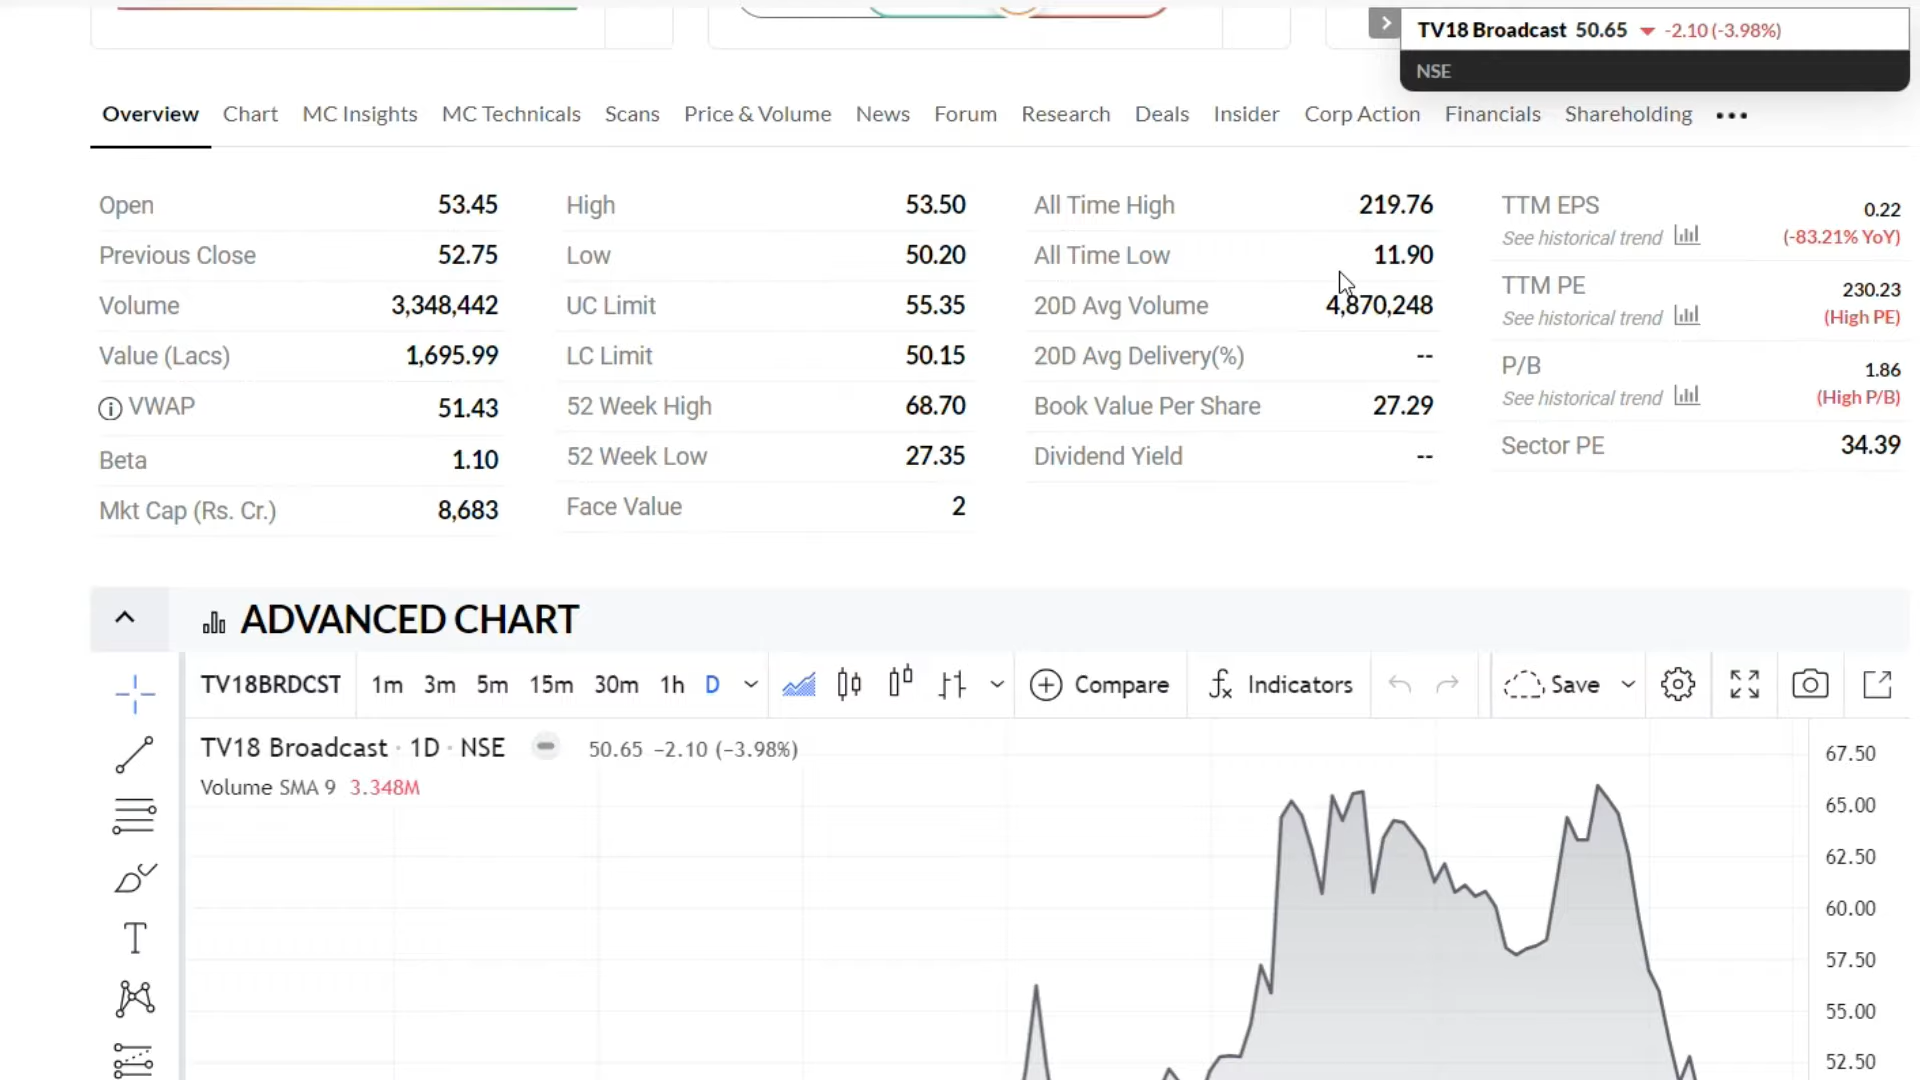 TV18 Broadcast 50.65 -2.10 (-3.98%)
NSE
Overview Chart MC Insights MC Technicals Scans Price & Volume News Forum Research Deals Insider Corp Action Financials Shareholding
Open 53.45
Previous Close 52.75
Volume 3,348,442
Value (Lacs) 1,695.99
VWAP 51.43
Beta 1.10
Mkt Cap (Rs. Cr.) 8,683
High 53.50
Low 50.20
UC Limit 55.35
LC Limit 50.15
52 Week High 68.70
52 Week Low 27.35
Face Value 2
All Time High 219.76
All Time Low 11.90
20D Avg Volume 4,870,248
20D Avg Delivery(%) --
Book Value Per Share 27.29
Dividend Yield --
TTM EPS 0.22
See historical trend (-83.21% YoY)
TTM PE 230.23
See historical trend (High PE)
P/B 1.86
See historical trend (High P/B)
Sector PE 34.39
ADVANCED CHART
TV18BRDCST 1m 3m 5m 15m 30m 1h D Compare Indicators Save
TV18 Broadcast · 1D · NSE 50.65 −2.10 (−3.98%)
Volume SMA 9 3.348M
67.50
65.00
62.50
60.00
57.50
55.00
52.50